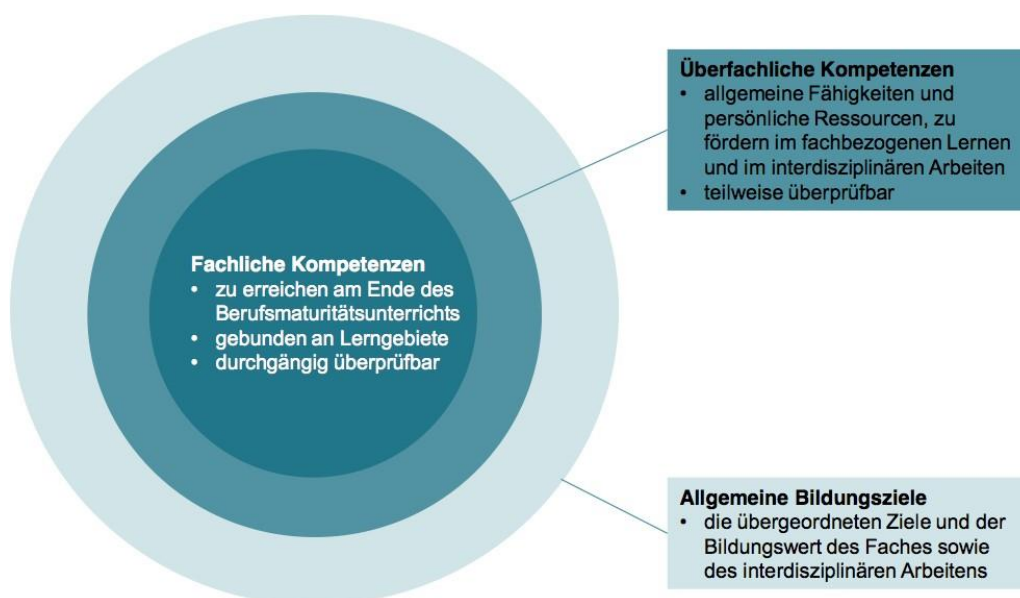 Überfachliche Kompetenzen
• allgemeine Fähigkeiten und
persönliche Ressourcen, zu
fördern im fachbezogenen Lernen
und im interdisziplinären Arbeiten
• teilweise überprüfbar
Fachliche Kompetenzen
• zu erreichen am Ende des
Berufsmaturitätsunterrichts
• gebunden an Lerngebiete
• durchgängig überprüfbar
Allgemeine Bildungsziele
• die übergeordneten Ziele und der
Bildungswert des Faches sowie
des interdisziplinären Arbeitens